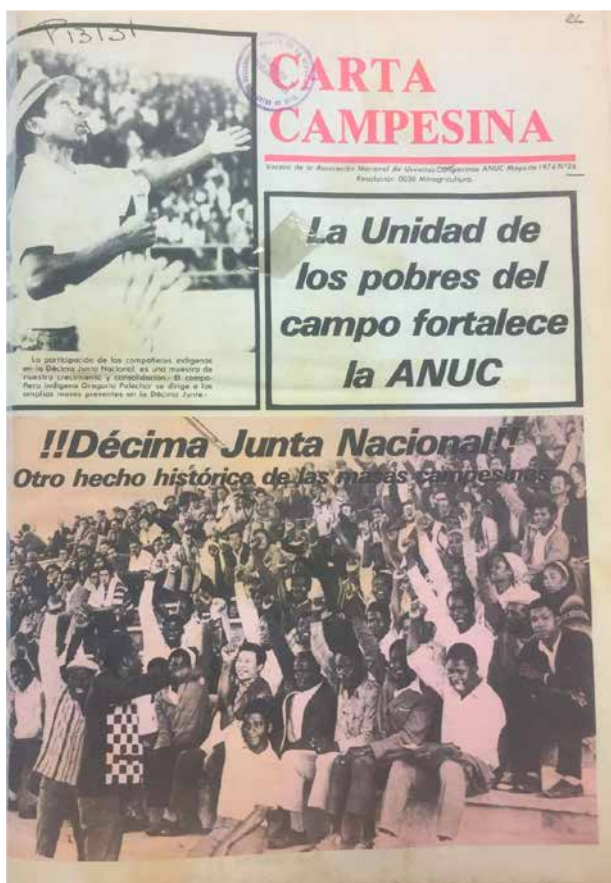 P13131
CARTA
CAMPESINA
Vocero de la Asociación Nacional de Usuarios Campesinos ANUC Mayo de 1974 Nº26
Resolución 0036 Minagricultura.
La Unidad de
los pobres del
campo fortalece
la ANUC
La participación de los compañeros indígenas
en la Décima Junta Nacional, es una muestra de
nuestro crecimiento y consolidación.- El compa-
ñero indígena Gregorio Palechor se dirige a las
amplias masas presentes en la Décima Junta.-
!!Décima Junta Nacional!!
Otro hecho histórico de las masas campesinas